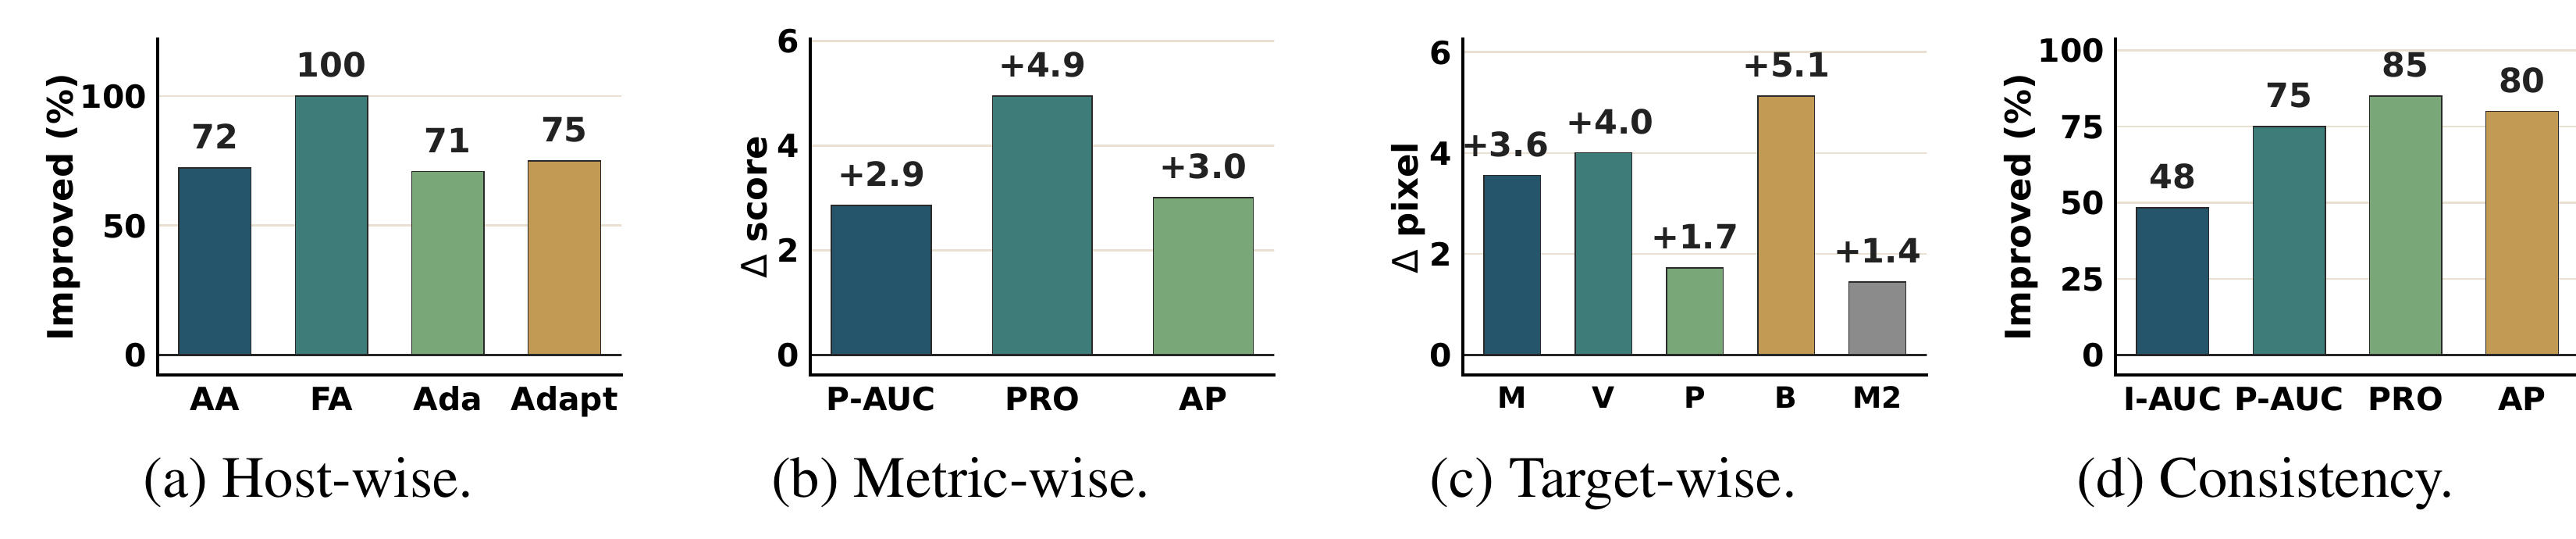 Improved (%)
100
50
0
72
100
71
75
AA FA Ada Adapt
(a) Host-wise.
Δ score
6
4
2
0
+2.9
+4.9
+3.0
P-AUC PRO AP
(b) Metric-wise.
Δ pixel
6
4
2
0
+3.6
+4.0
+1.7
+5.1
+1.4
M V P B M2
(c) Target-wise.
Improved (%)
100
75
50
25
0
48
75
85
80
I-AUC P-AUC PRO AP
(d) Consistency.